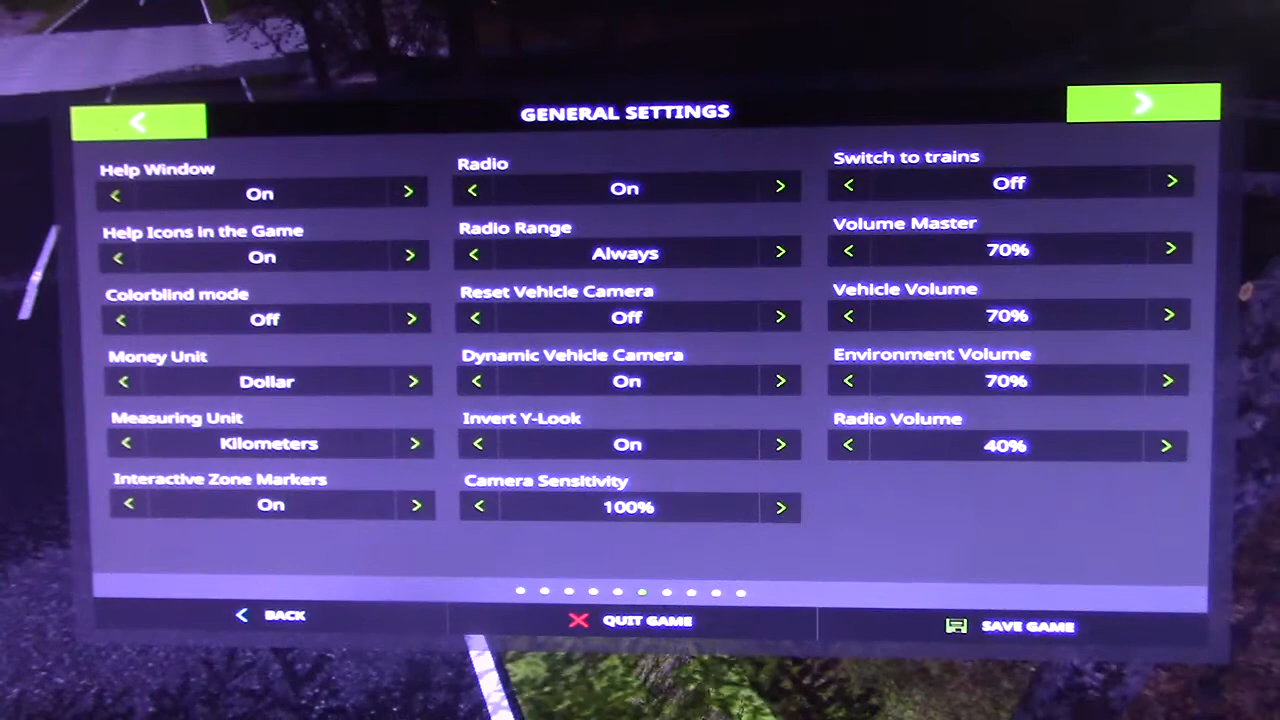 GENERAL SETTINGS
Help Window
On
Help Icons in the Game
On
Colorblind mode
Off
Money Unit
Dollar
Measuring Unit
Kilometers
Interactive Zone Markers
On
Radio
On
Radio Range
Always
Reset Vehicle Camera
Off
Dynamic Vehicle Camera
On
Invert Y-Look
On
Camera Sensitivity
100%
Switch to trains
Off
Volume Master
70%
Vehicle Volume
70%
Environment Volume
70%
Radio Volume
40%
BACK
QUIT GAME
SAVE GAME